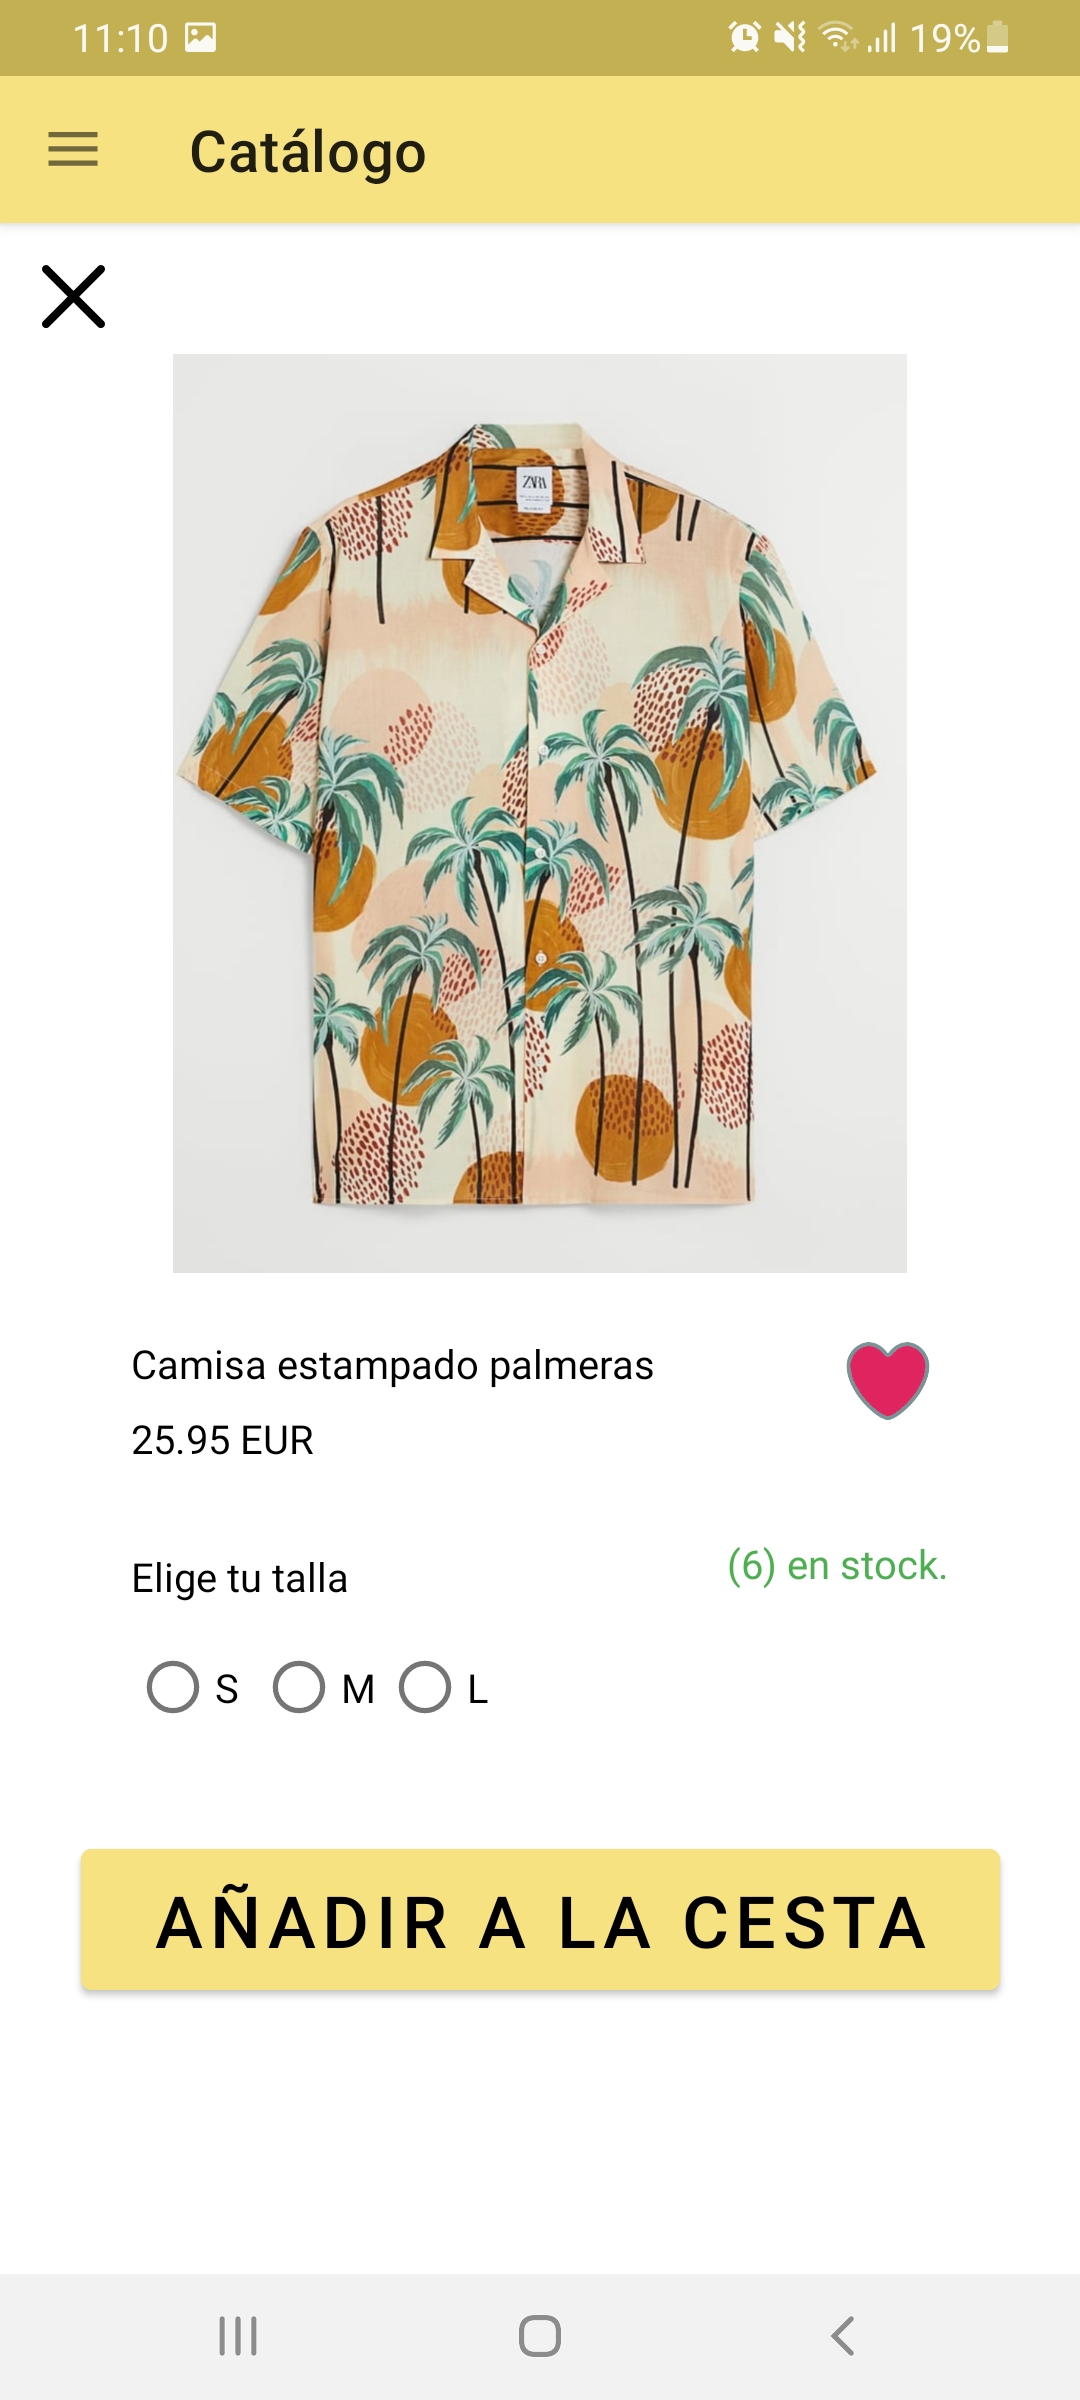 11:10
19%
Catálogo
ZARA
Camisa estampado palmeras
25.95 EUR
Elige tu talla
(6) en stock.
S M L
AÑADIR A LA CESTA